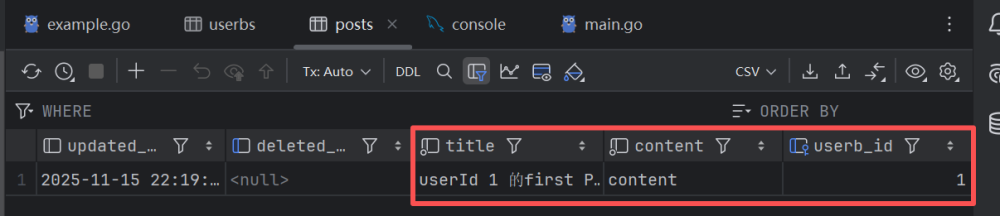 example.go userbs posts console main.go
Tx: Auto DDL CSV
WHERE ORDER BY
updated_… deleted_… title content userb_id
1 2025-11-15 22:19:… <null> userId 1 的first P… content 1